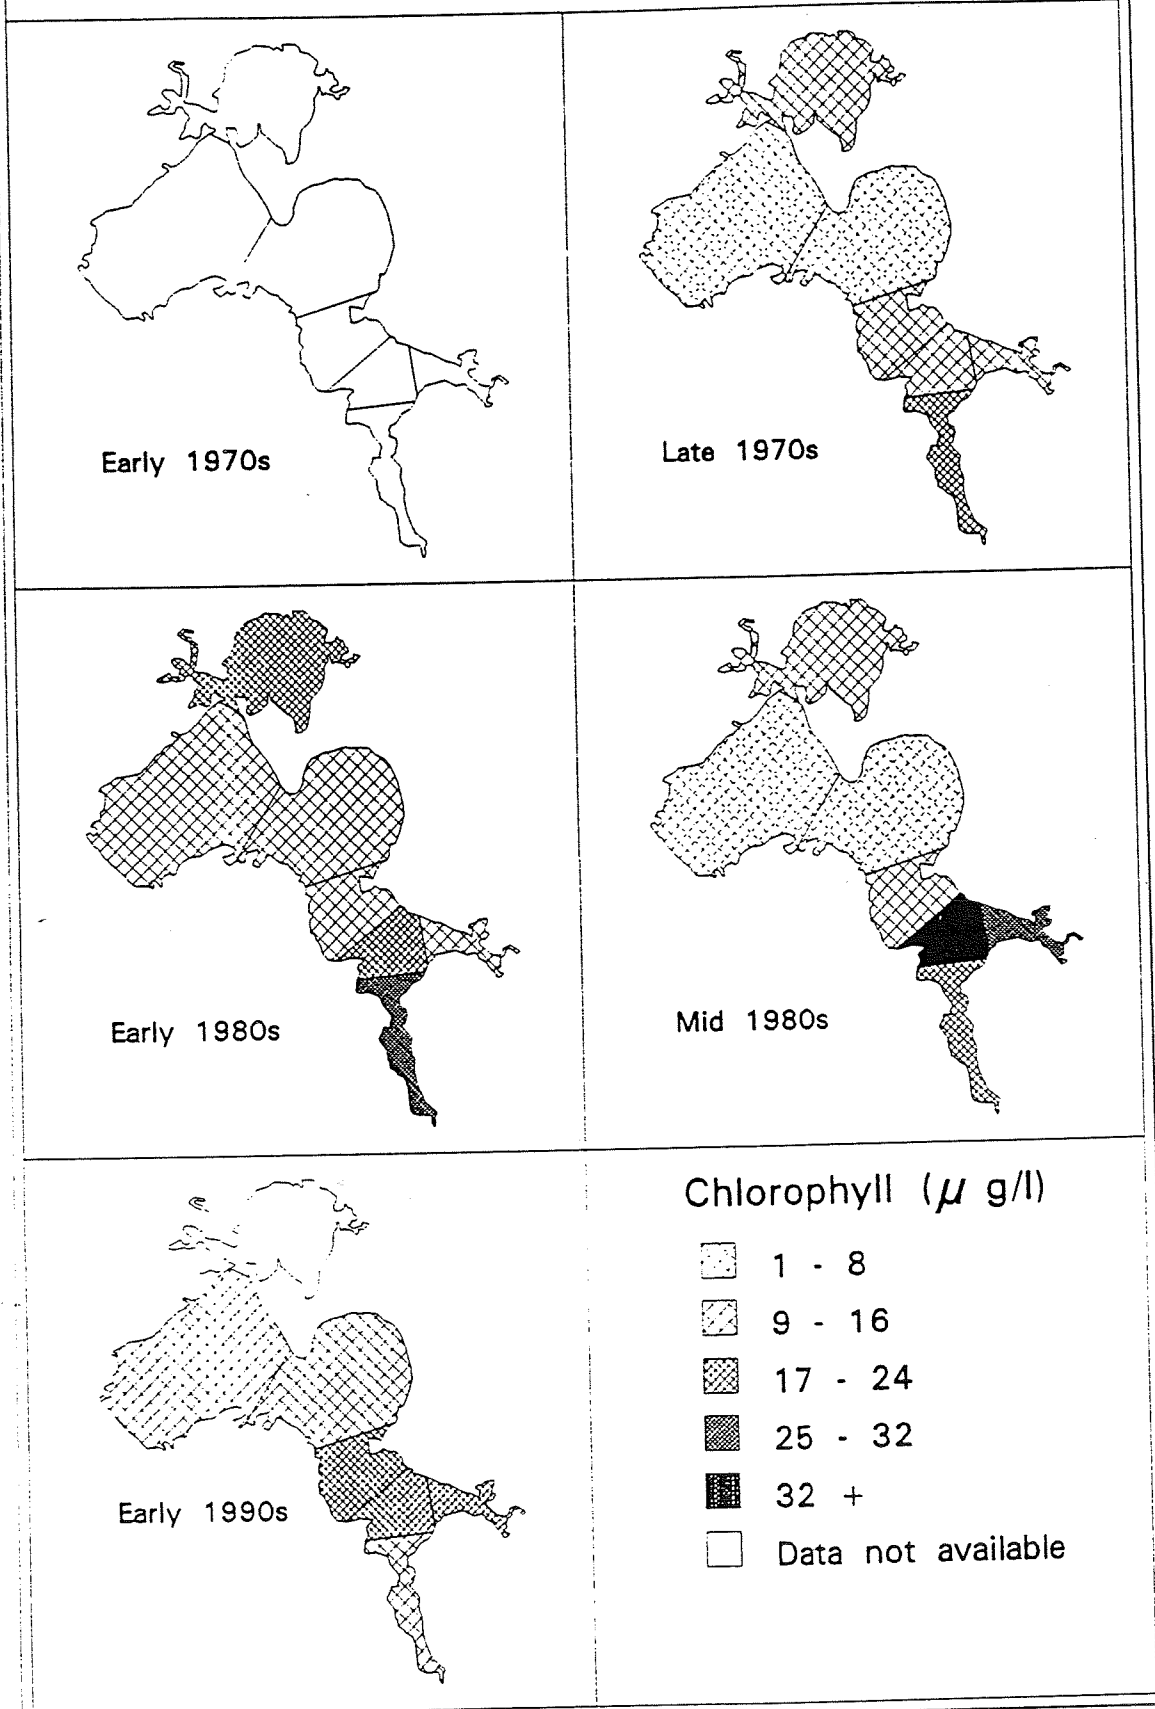 Early 1970s
Late 1970s
Early 1980s
Mid 1980s
Early 1990s
Chlorophyll (μ g/l)
1 - 8
9 - 16
17 - 24
25 - 32
32 +
Data not available